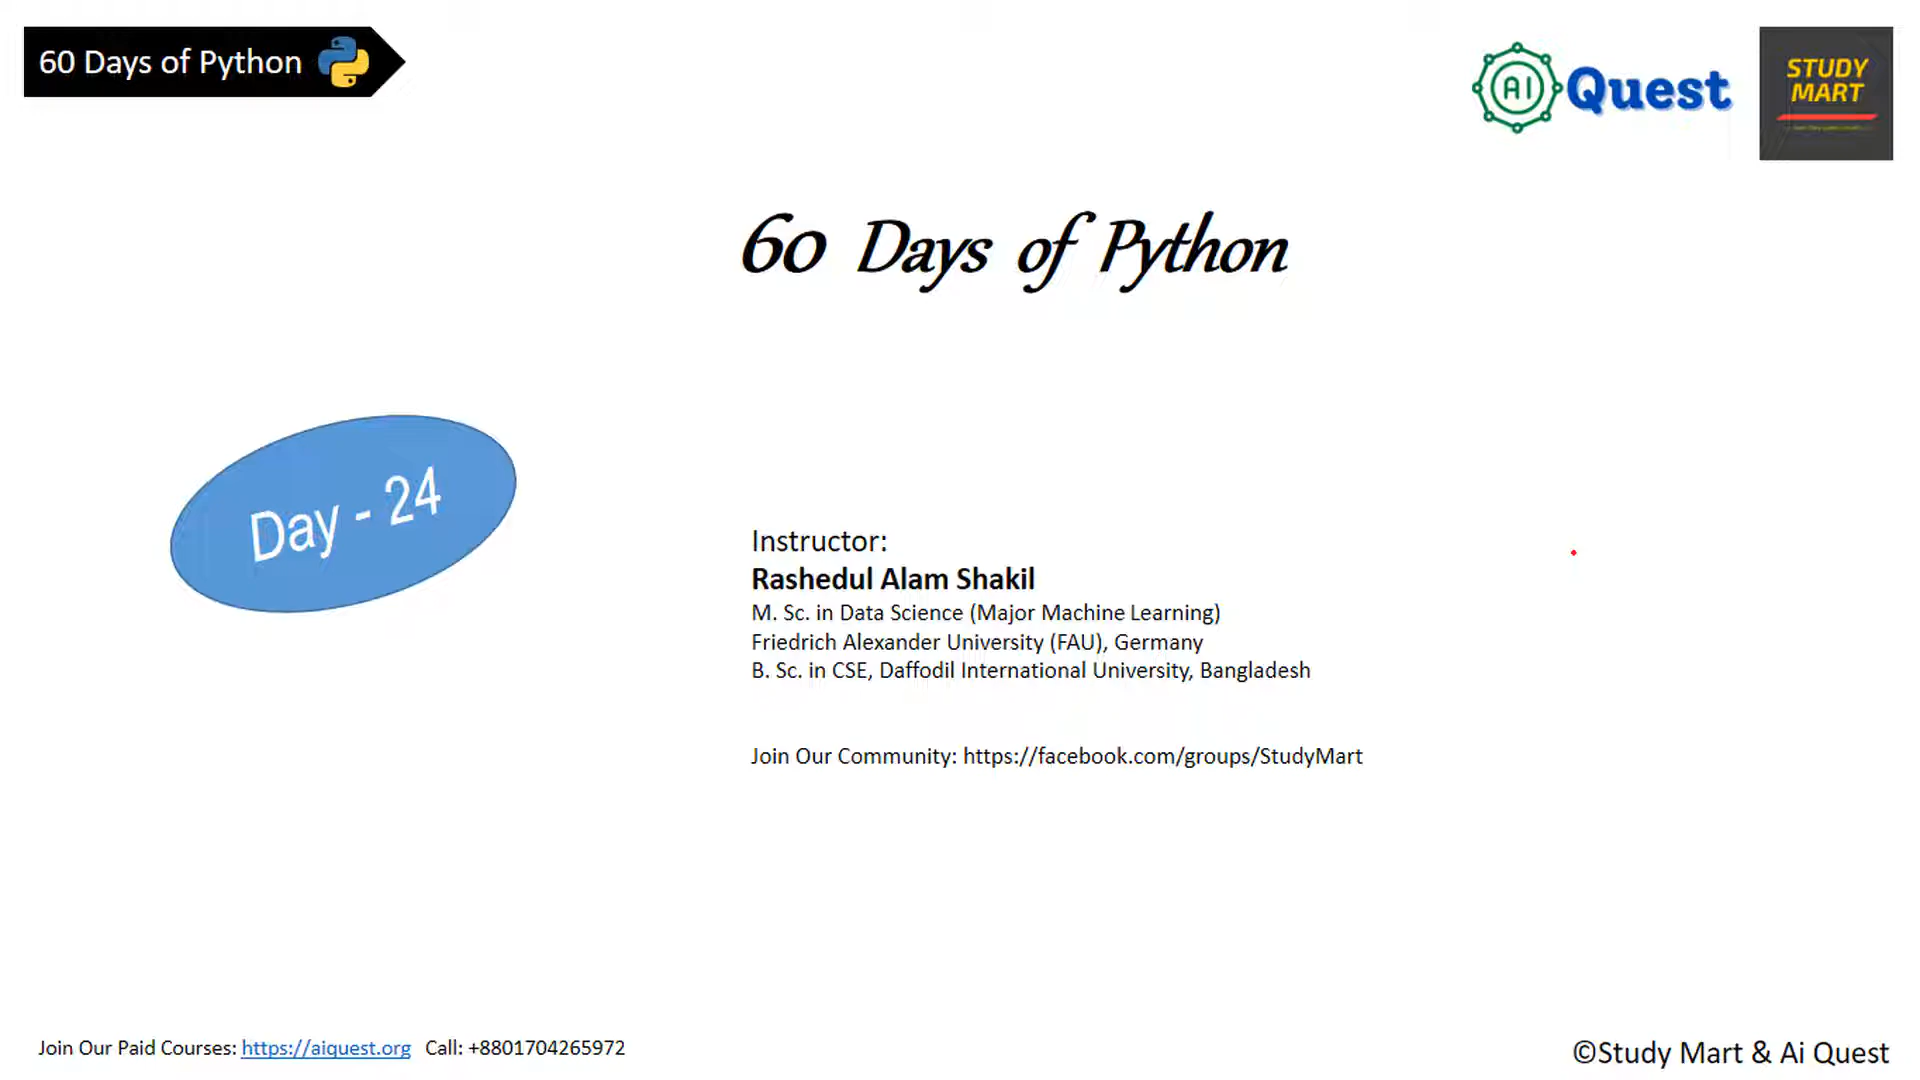 60 Days of Python
AI Quest
STUDY
MART
60 Days of Python
Day - 24
Instructor:
Rashedul Alam Shakil
M. Sc. in Data Science (Major Machine Learning)
Friedrich Alexander University (FAU), Germany
B. Sc. in CSE, Daffodil International University, Bangladesh
Join Our Community: https://facebook.com/groups/StudyMart
Join Our Paid Courses: https://aiquest.org Call: +8801704265972
©Study Mart & Ai Quest